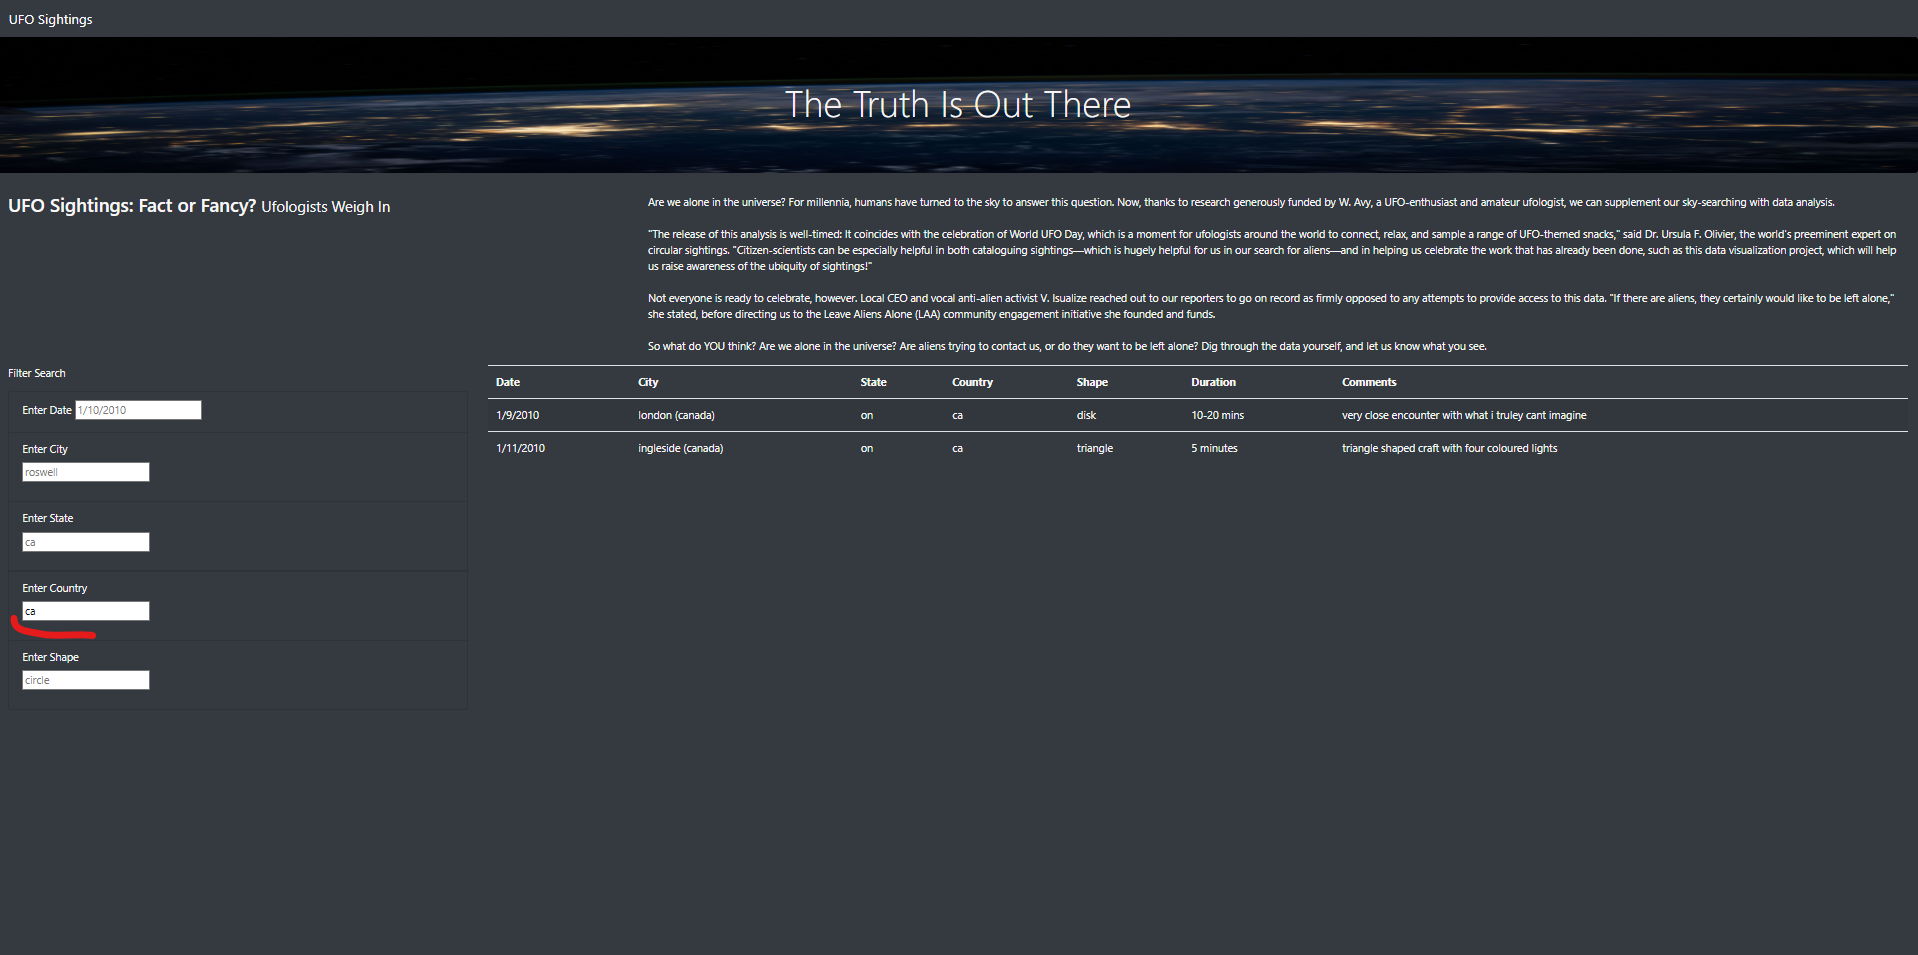 UFO Sightings
The Truth Is Out There
UFO Sightings: Fact or Fancy? Ufologists Weigh In
Are we alone in the universe? For millennia, humans have turned to the sky to answer this question. Now, thanks to research generously funded by W. Avy, a UFO-enthusiast and amateur ufologist, we can supplement our sky-searching with data analysis.
"The release of this analysis is well-timed: It coincides with the celebration of World UFO Day, which is a moment for ufologists around the world to connect, relax, and sample a range of UFO-themed snacks," said Dr. Ursula F. Olivier, the world's preeminent expert on
circular sightings. "Citizen-scientists can be especially helpful in both cataloguing sightings—which is hugely helpful for us in our search for aliens—and in helping us celebrate the work that has already been done, such as this data visualization project, which will help
us raise awareness of the ubiquity of sightings!"
Not everyone is ready to celebrate, however. Local CEO and vocal anti-alien activist V. Isualize reached out to our reporters to go on record as firmly opposed to any attempts to provide access to this data. "If there are aliens, they certainly would like to be left alone,"
she stated, before directing us to the Leave Aliens Alone (LAA) community engagement initiative she founded and funds.
So what do YOU think? Are we alone in the universe? Are aliens trying to contact us, or do they want to be left alone? Dig through the data yourself, and let us know what you see.
Filter Search
Enter Date 1/10/2010
Enter City
roswell
Enter State
ca
Enter Country
ca
Enter Shape
circle
Date City State Country Shape Duration Comments
1/9/2010 london (canada) on ca disk 10-20 mins very close encounter with what i truley cant imagine
1/11/2010 ingleside (canada) on ca triangle 5 minutes triangle shaped craft with four coloured lights